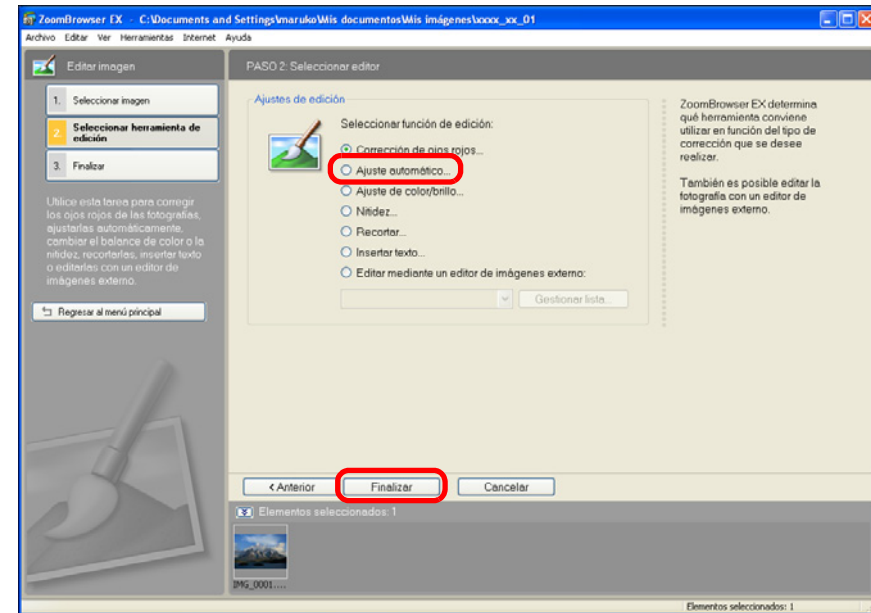 ZoomBrowser EX - C:\Documents and Settings\maruko\Mis documentos\Mis imágenes\xxxx_xx_01
Archivo Editar Ver Herramientas Internet Ayuda
Editar imagen
PASO 2: Seleccionar editor
1. Seleccionar imagen
2. Seleccionar herramienta de
edición
3. Finalizar
Utilice esta tarea para corregir
los ojos rojos de las fotografías,
ajustarlas automáticamente,
cambiar el balance de color o la
nitidez, recortarlas, insertar texto
o editarlas con un editor de
imágenes externo.
Regresar al menú principal
Ajustes de edición
Seleccionar función de edición:
Corrección de ojos rojos...
Ajuste automático...
Ajuste de color/brillo...
Nitidez...
Recortar...
Insertar texto...
Editar mediante un editor de imágenes externo:
Gestionar lista...
ZoomBrowser EX determina
qué herramienta conviene
utilizar en función del tipo de
corrección que se desee
realizar.
También es posible editar la
fotografía con un editor de
imágenes externo.
< Anterior
Finalizar
Cancelar
Elementos seleccionados: 1
IMG_0001....
Elementos seleccionados: 1